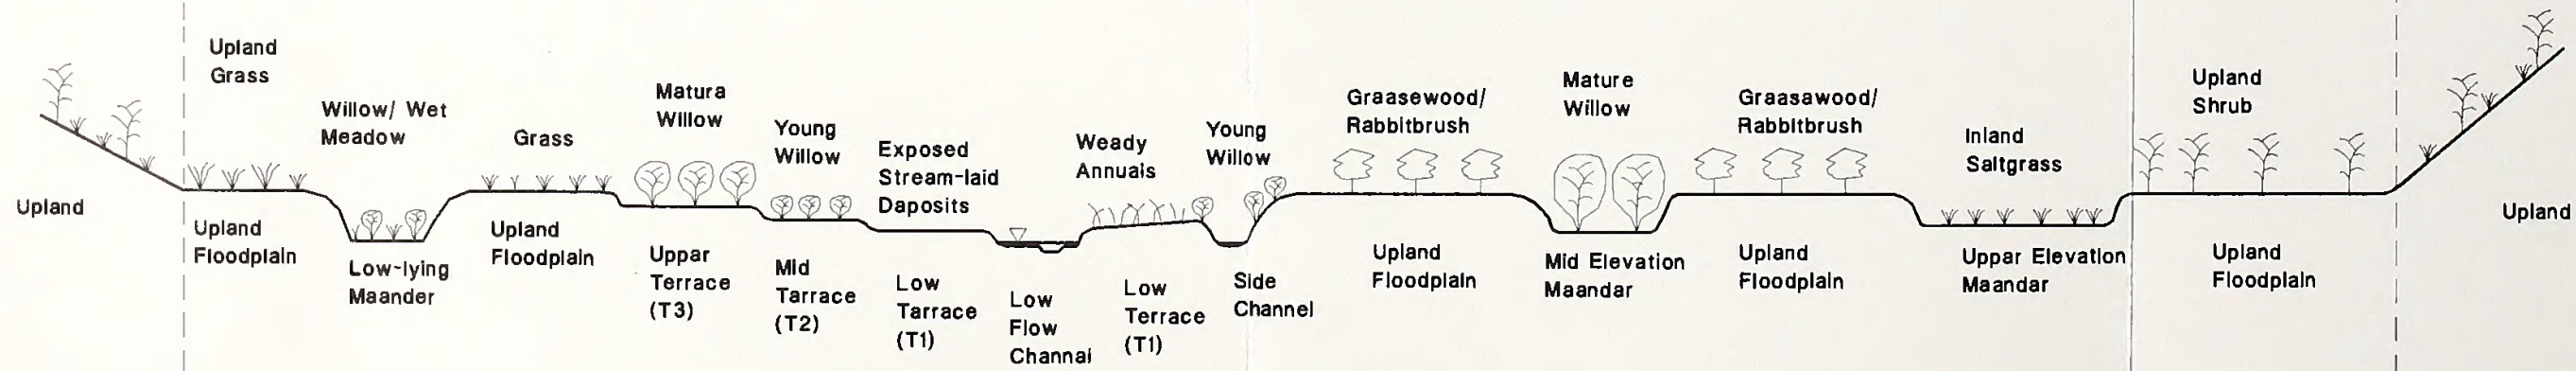 Upland
Grass
Willow/ Wet
Meadow
Grass
Matura
Willow
Young
Willow
Exposed
Stream-laid
Daposits
Weady
Annuals
Young
Willow
Graasewood/
Rabbitbrush
Mature
Willow
Graasawood/
Rabbitbrush
Inland
Saltgrass
Upland
Shrub
Upland
Upland
Floodplain
Low-lying
Maander
Upland
Floodplain
Uppar
Terrace
(T3)
Mid
Tarrace
(T2)
Low
Tarrace
(T1)
Low
Flow
Channal
Low
Terrace
(T1)
Side
Channel
Upland
Floodplain
Mid Elevation
Maandar
Upland
Floodplain
Uppar Elevation
Maandar
Upland
Floodplain
Upland